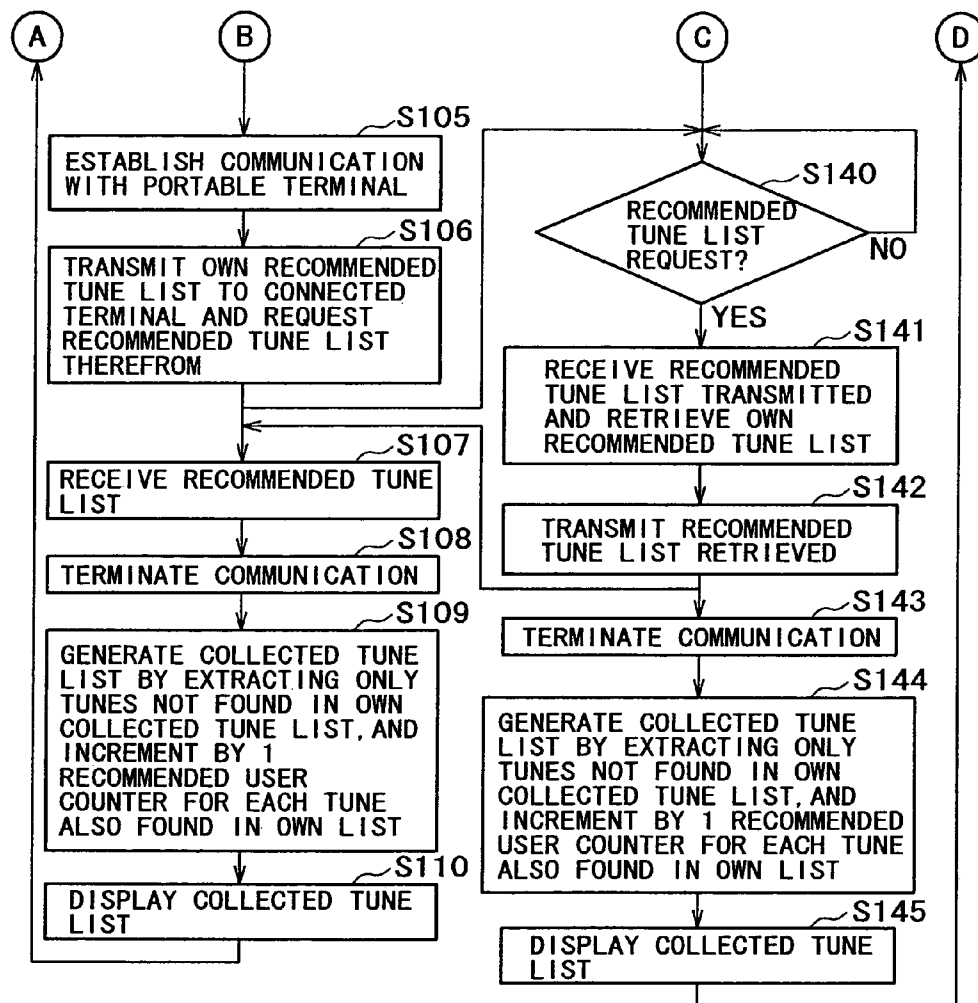 A
B
C
D
S105
ESTABLISH COMMUNICATION
WITH PORTABLE TERMINAL
S106
TRANSMIT OWN RECOMMENDED
TUNE LIST TO CONNECTED
TERMINAL AND REQUEST
RECOMMENDED TUNE LIST
THEREFROM
S107
RECEIVE RECOMMENDED TUNE
LIST
S108
TERMINATE COMMUNICATION
S109
GENERATE COLLECTED TUNE
LIST BY EXTRACTING ONLY
TUNES NOT FOUND IN OWN
COLLECTED TUNE LIST, AND
INCREMENT BY 1
RECOMMENDED USER
COUNTER FOR EACH TUNE
ALSO FOUND IN OWN LIST
S110
DISPLAY COLLECTED TUNE
LIST
S140
RECOMMENDED
TUNE LIST
REQUEST?
NO
YES
S141
RECEIVE RECOMMENDED
TUNE LIST TRANSMITTED
AND RETRIEVE OWN
RECOMMENDED TUNE LIST
S142
TRANSMIT RECOMMENDED
TUNE LIST RETRIEVED
S143
TERMINATE COMMUNICATION
S144
GENERATE COLLECTED TUNE
LIST BY EXTRACTING ONLY
TUNES NOT FOUND IN OWN
COLLECTED TUNE LIST, AND
INCREMENT BY 1 RECOMMENDED
USER COUNTER FOR EACH TUNE
ALSO FOUND IN OWN LIST
S145
DISPLAY COLLECTED TUNE
LIST